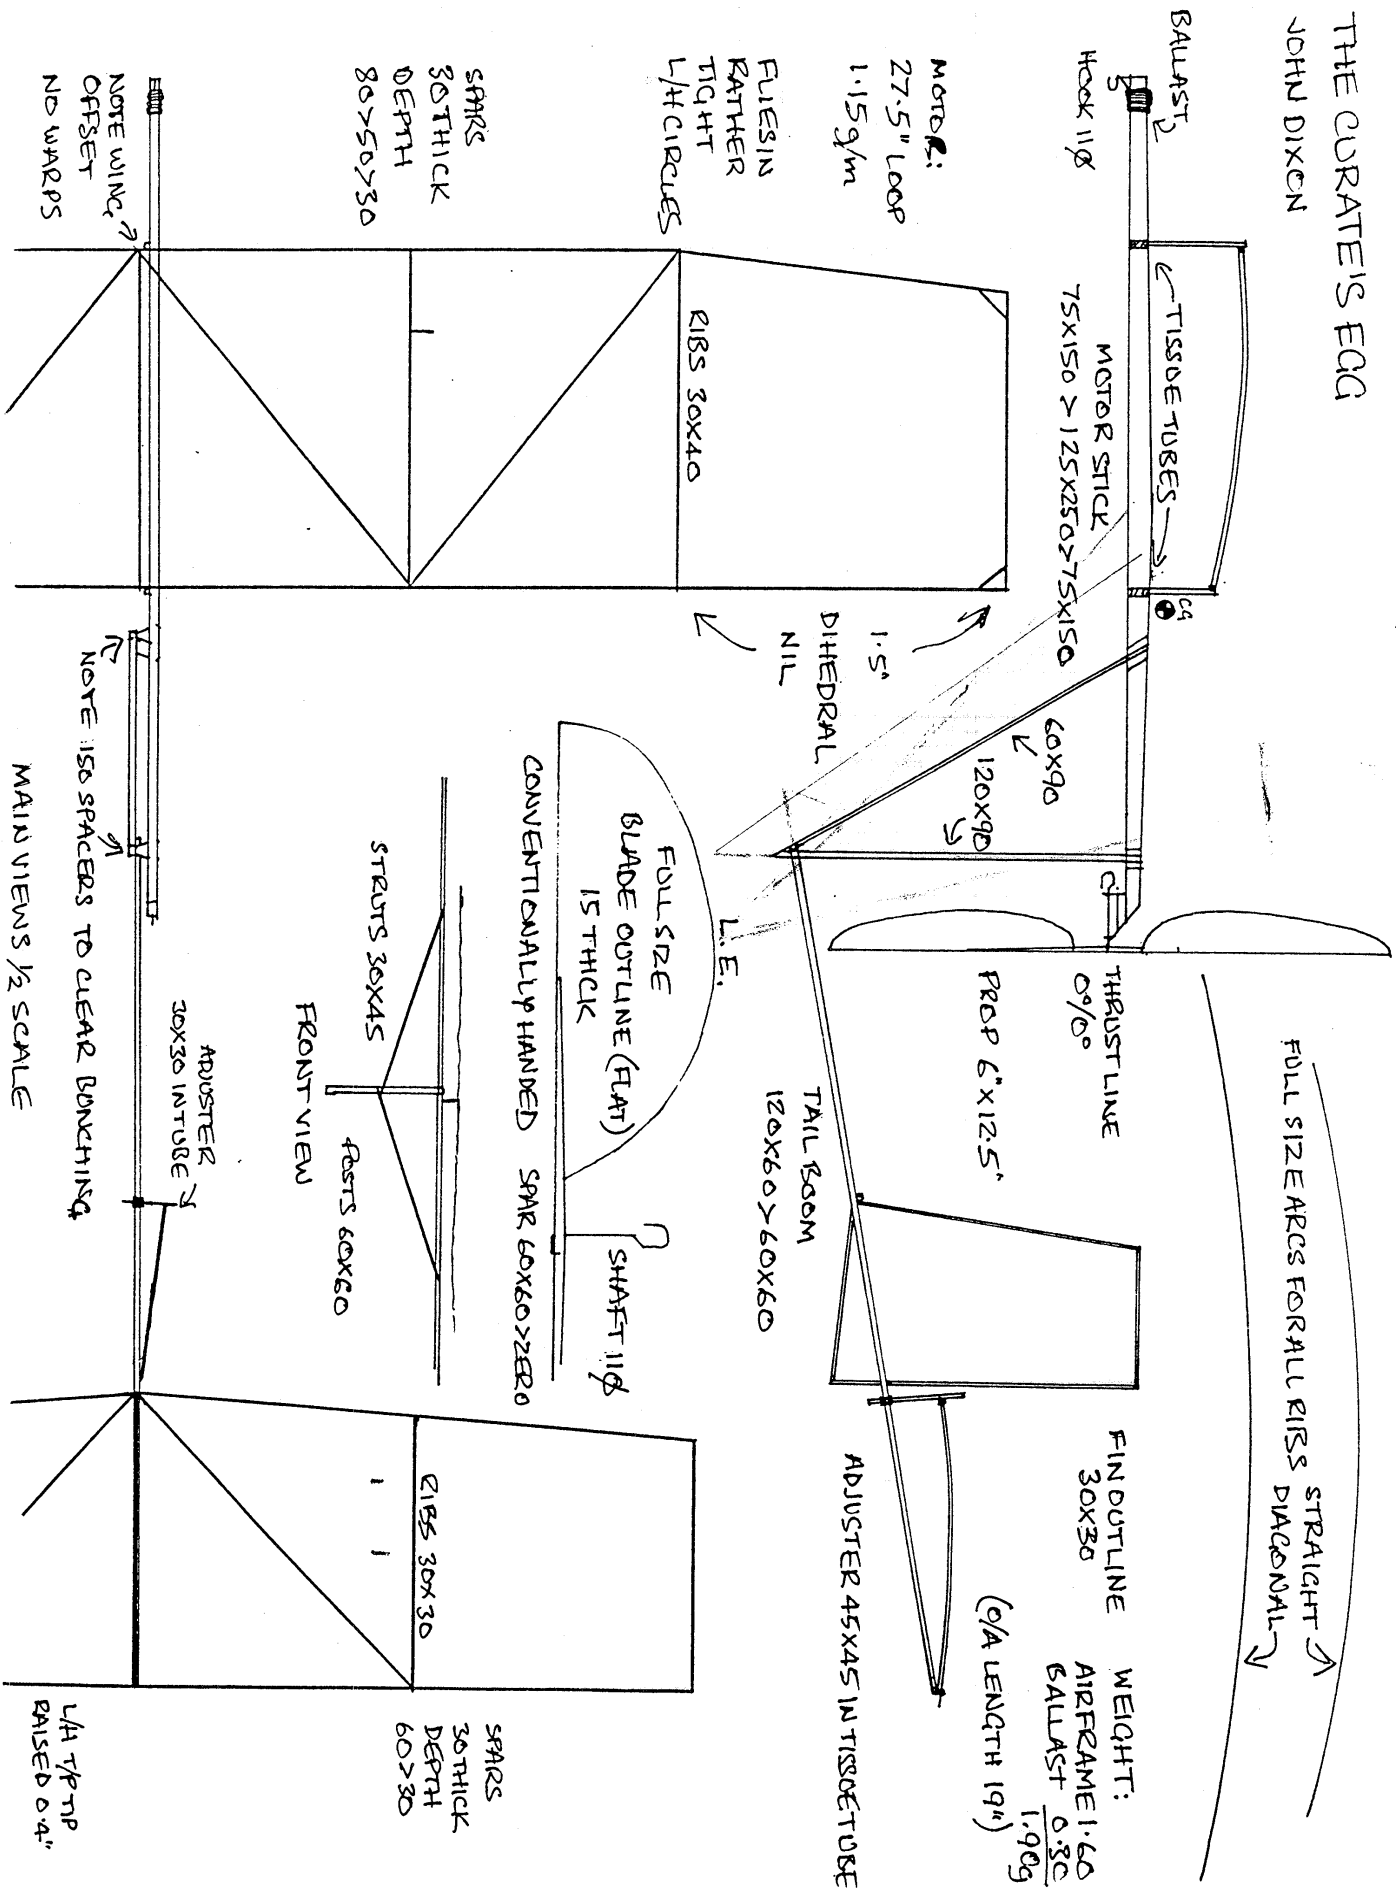 THE CURATE'S EGG
JOHN DIXON
BALLAST
HOOK 11Ø
TISSUE TUBES
MOTOR STICK
75X150 > 125X250 > 75X150
CG
60X90
120X90
THRUSTLINE
0°/0°
PROP 6"X12.5"
TAIL BOOM
120X60 > 60X60
FULL SIZE ARCS FOR ALL RIBS
STRAIGHT
DIAGONAL
FIN OUTLINE
30X30
WEIGHT:
AIRFRAME 1.60
BALLAST 0.30
1.90g
(O/A LENGTH 19")
ADJUSTER 45X45 IN TISSUE TUBE
MOTOR:
27.5" LOOP
1.15g/m
FLIES IN
RATHER
TIGHT
L/H CIRCLES
SPARS
30 THICK
DEPTH
80>50>30
NOTE WING
OFFSET
NO WARPS
RIBS 30X40
1.5"
DIHEDRAL
NIL
L.E.
FULL SIZE
BLADE OUTLINE (FLAT)
15 THICK
CONVENTIONALLY HANDED
SPAR 60X60>ZERO
SHAFT 11Ø
STRUTS 30X45
FRONT VIEW
POSTS 60X60
NOTE .150 SPACERS TO CLEAR BUNCHING
ADJUSTER
30X30 IN TUBE
MAIN VIEWS 1/2 SCALE
RIBS 30X30
SPARS
30 THICK
DEPTH
60>30
L/H T/P TIP
RAISED 0.4"